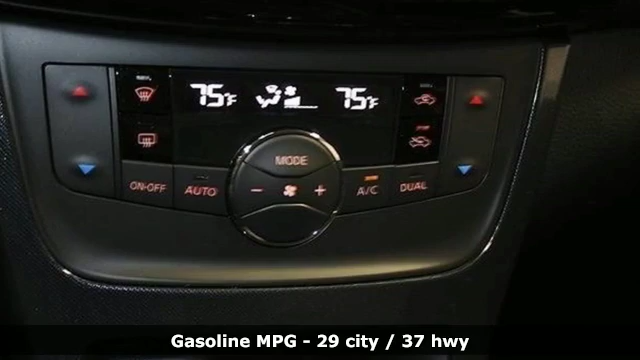 75°F 75°F
MODE
ON·OFF AUTO − + A/C DUAL
Gasoline MPG - 29 city / 37 hwy